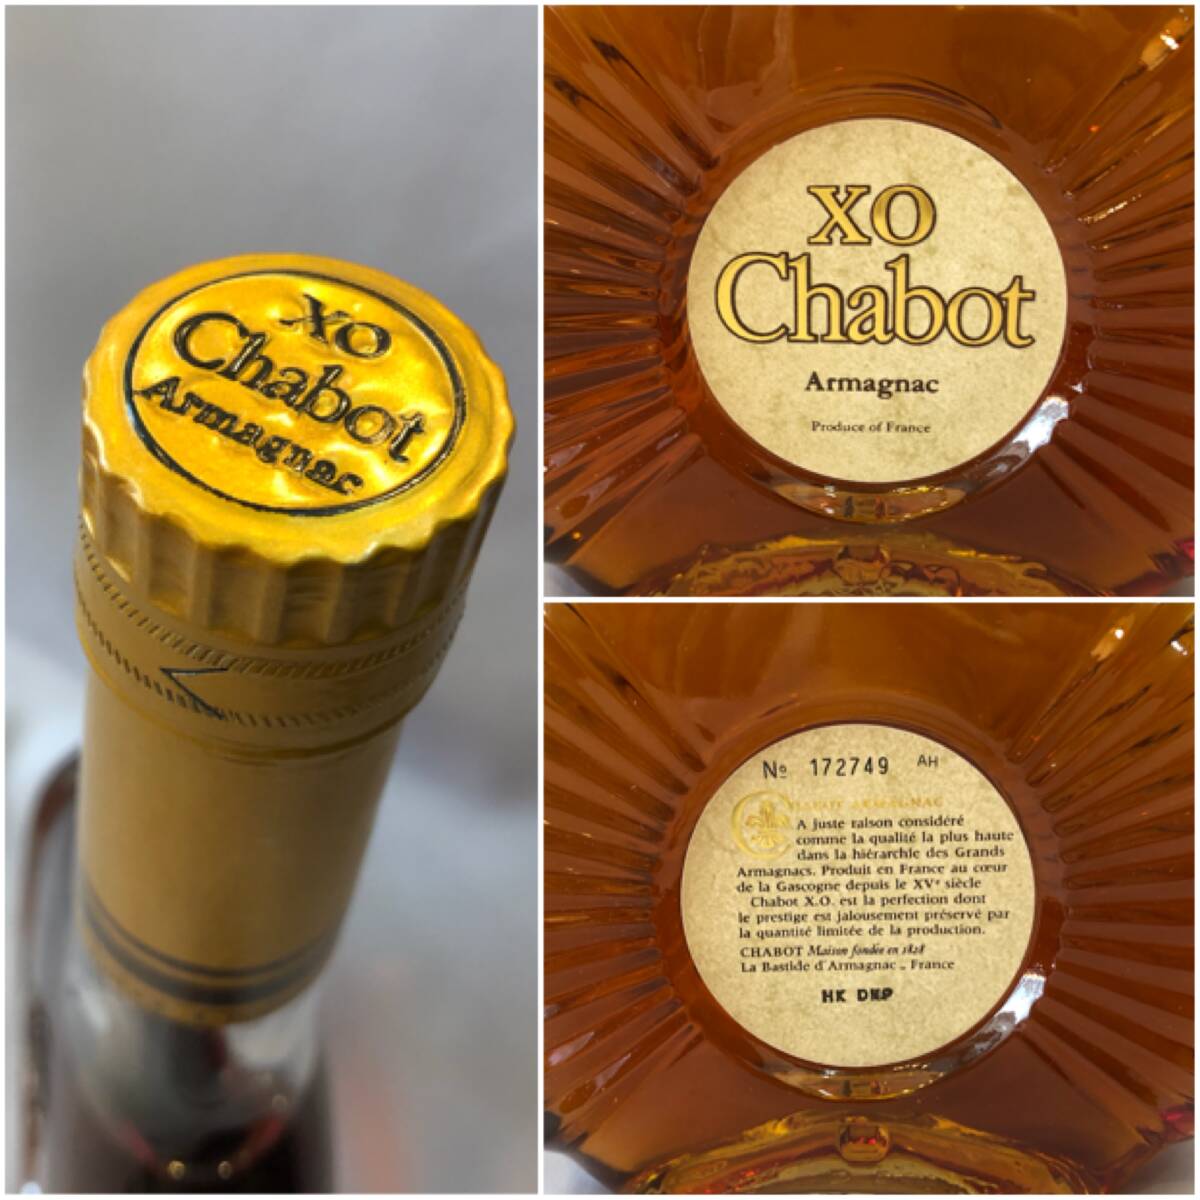 XO
Chabot
Armagnac
XO
Chabot
Armagnac
Produce of France
Nº 172749 AH
ARMAGNAC
A juste raison considéré
comme la qualité la plus haute
dans la hiérarchie des Grands
Armagnacs. Produit en France au cœur
de la Gascogne depuis le XVe siècle
Chabot X.O. est la perfection dont
le prestige est jalousement préservé par
la quantité limitée de la production.
CHABOT Maison fondée en 1828
La Bastide d'Armagnac - France
HK DNP